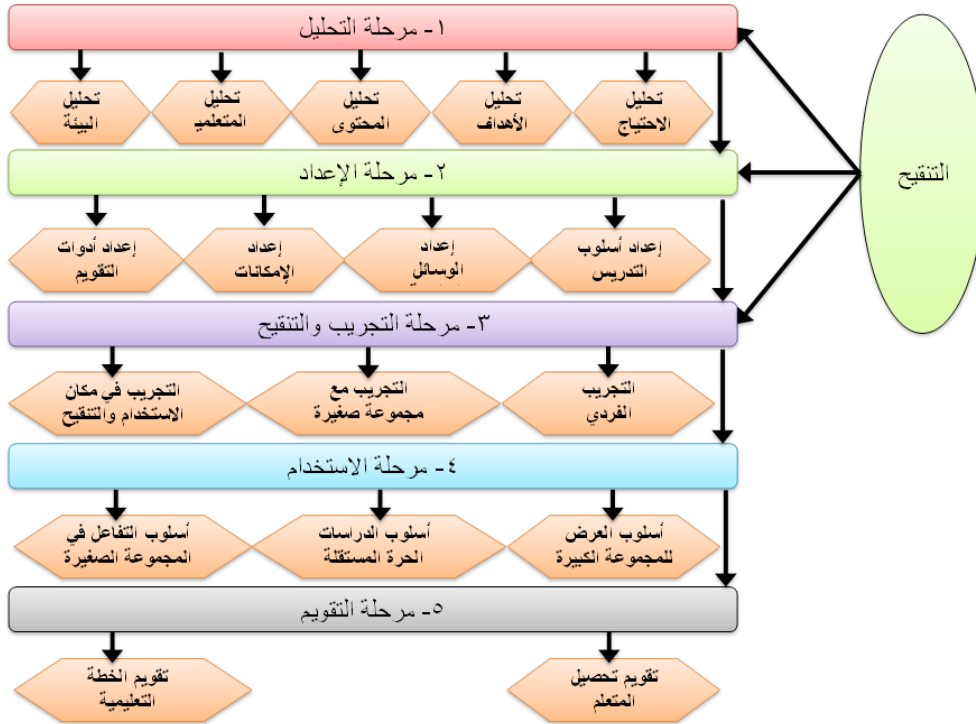 ١- مرحلة التحليل
تحليل
الاحتياج
تحليل
الأهداف
تحليل
المحتوى
تحليل
المتعلمي
تحليل
البيئة
التنقيح
٢- مرحلة الإعداد
إعداد أسلوب
التدريس
إعداد
الوسائل
إعداد
الإمكانات
إعداد أدوات
التقويم
٣- مرحلة التجريب والتنقيح
التجريب
الفردي
التجريب مع
مجموعة صغيرة
التجريب في مكان
الاستخدام والتنقيح
٤- مرحلة الاستخدام
أسلوب العرض
للمجموعة الكبيرة
أسلوب الدراسات
الحرة المستقلة
أسلوب التفاعل في
المجموعة الصغيرة
٥- مرحلة التقويم
تقويم تحصيل
المتعلم
تقويم الخطة
التعليمية